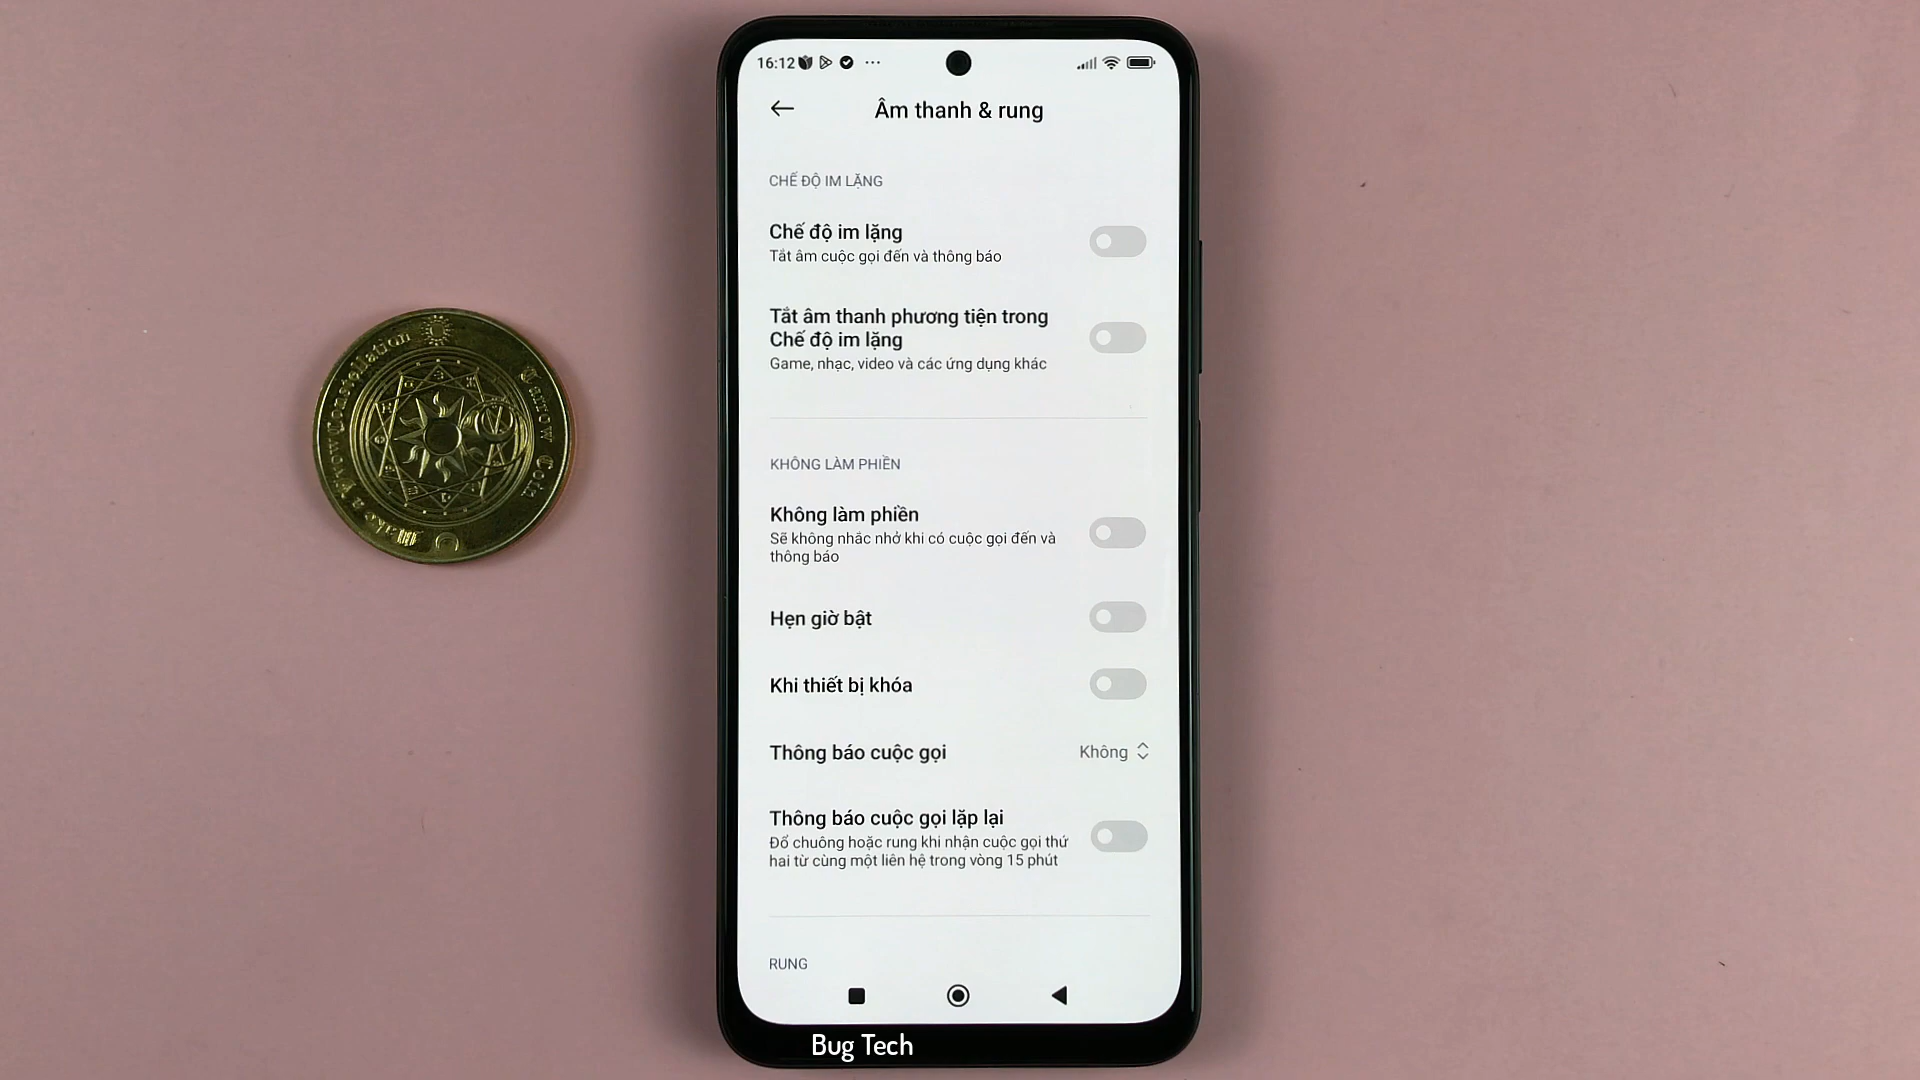 16:12
Âm thanh & rung
CHẾ ĐỘ IM LẶNG
Chế độ im lặng
Tắt âm cuộc gọi đến và thông báo
Tắt âm thanh phương tiện trong
Chế độ im lặng
Game, nhạc, video và các ứng dụng khác
KHÔNG LÀM PHIỀN
Không làm phiền
Sẽ không nhắc nhở khi có cuộc gọi đến và
thông báo
Hẹn giờ bật
Khi thiết bị khóa
Thông báo cuộc gọi
Không
Thông báo cuộc gọi lặp lại
Đổ chuông hoặc rung khi nhận cuộc gọi thứ
hai từ cùng một liên hệ trong vòng 15 phút
RUNG
Bug Tech
Constellation
Tarrow Coin
Make a Vow